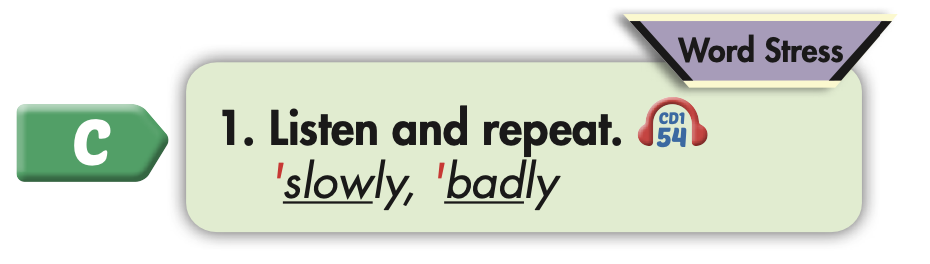 Word Stress
C
1. Listen and repeat. CD1 54
'slowly, 'badly